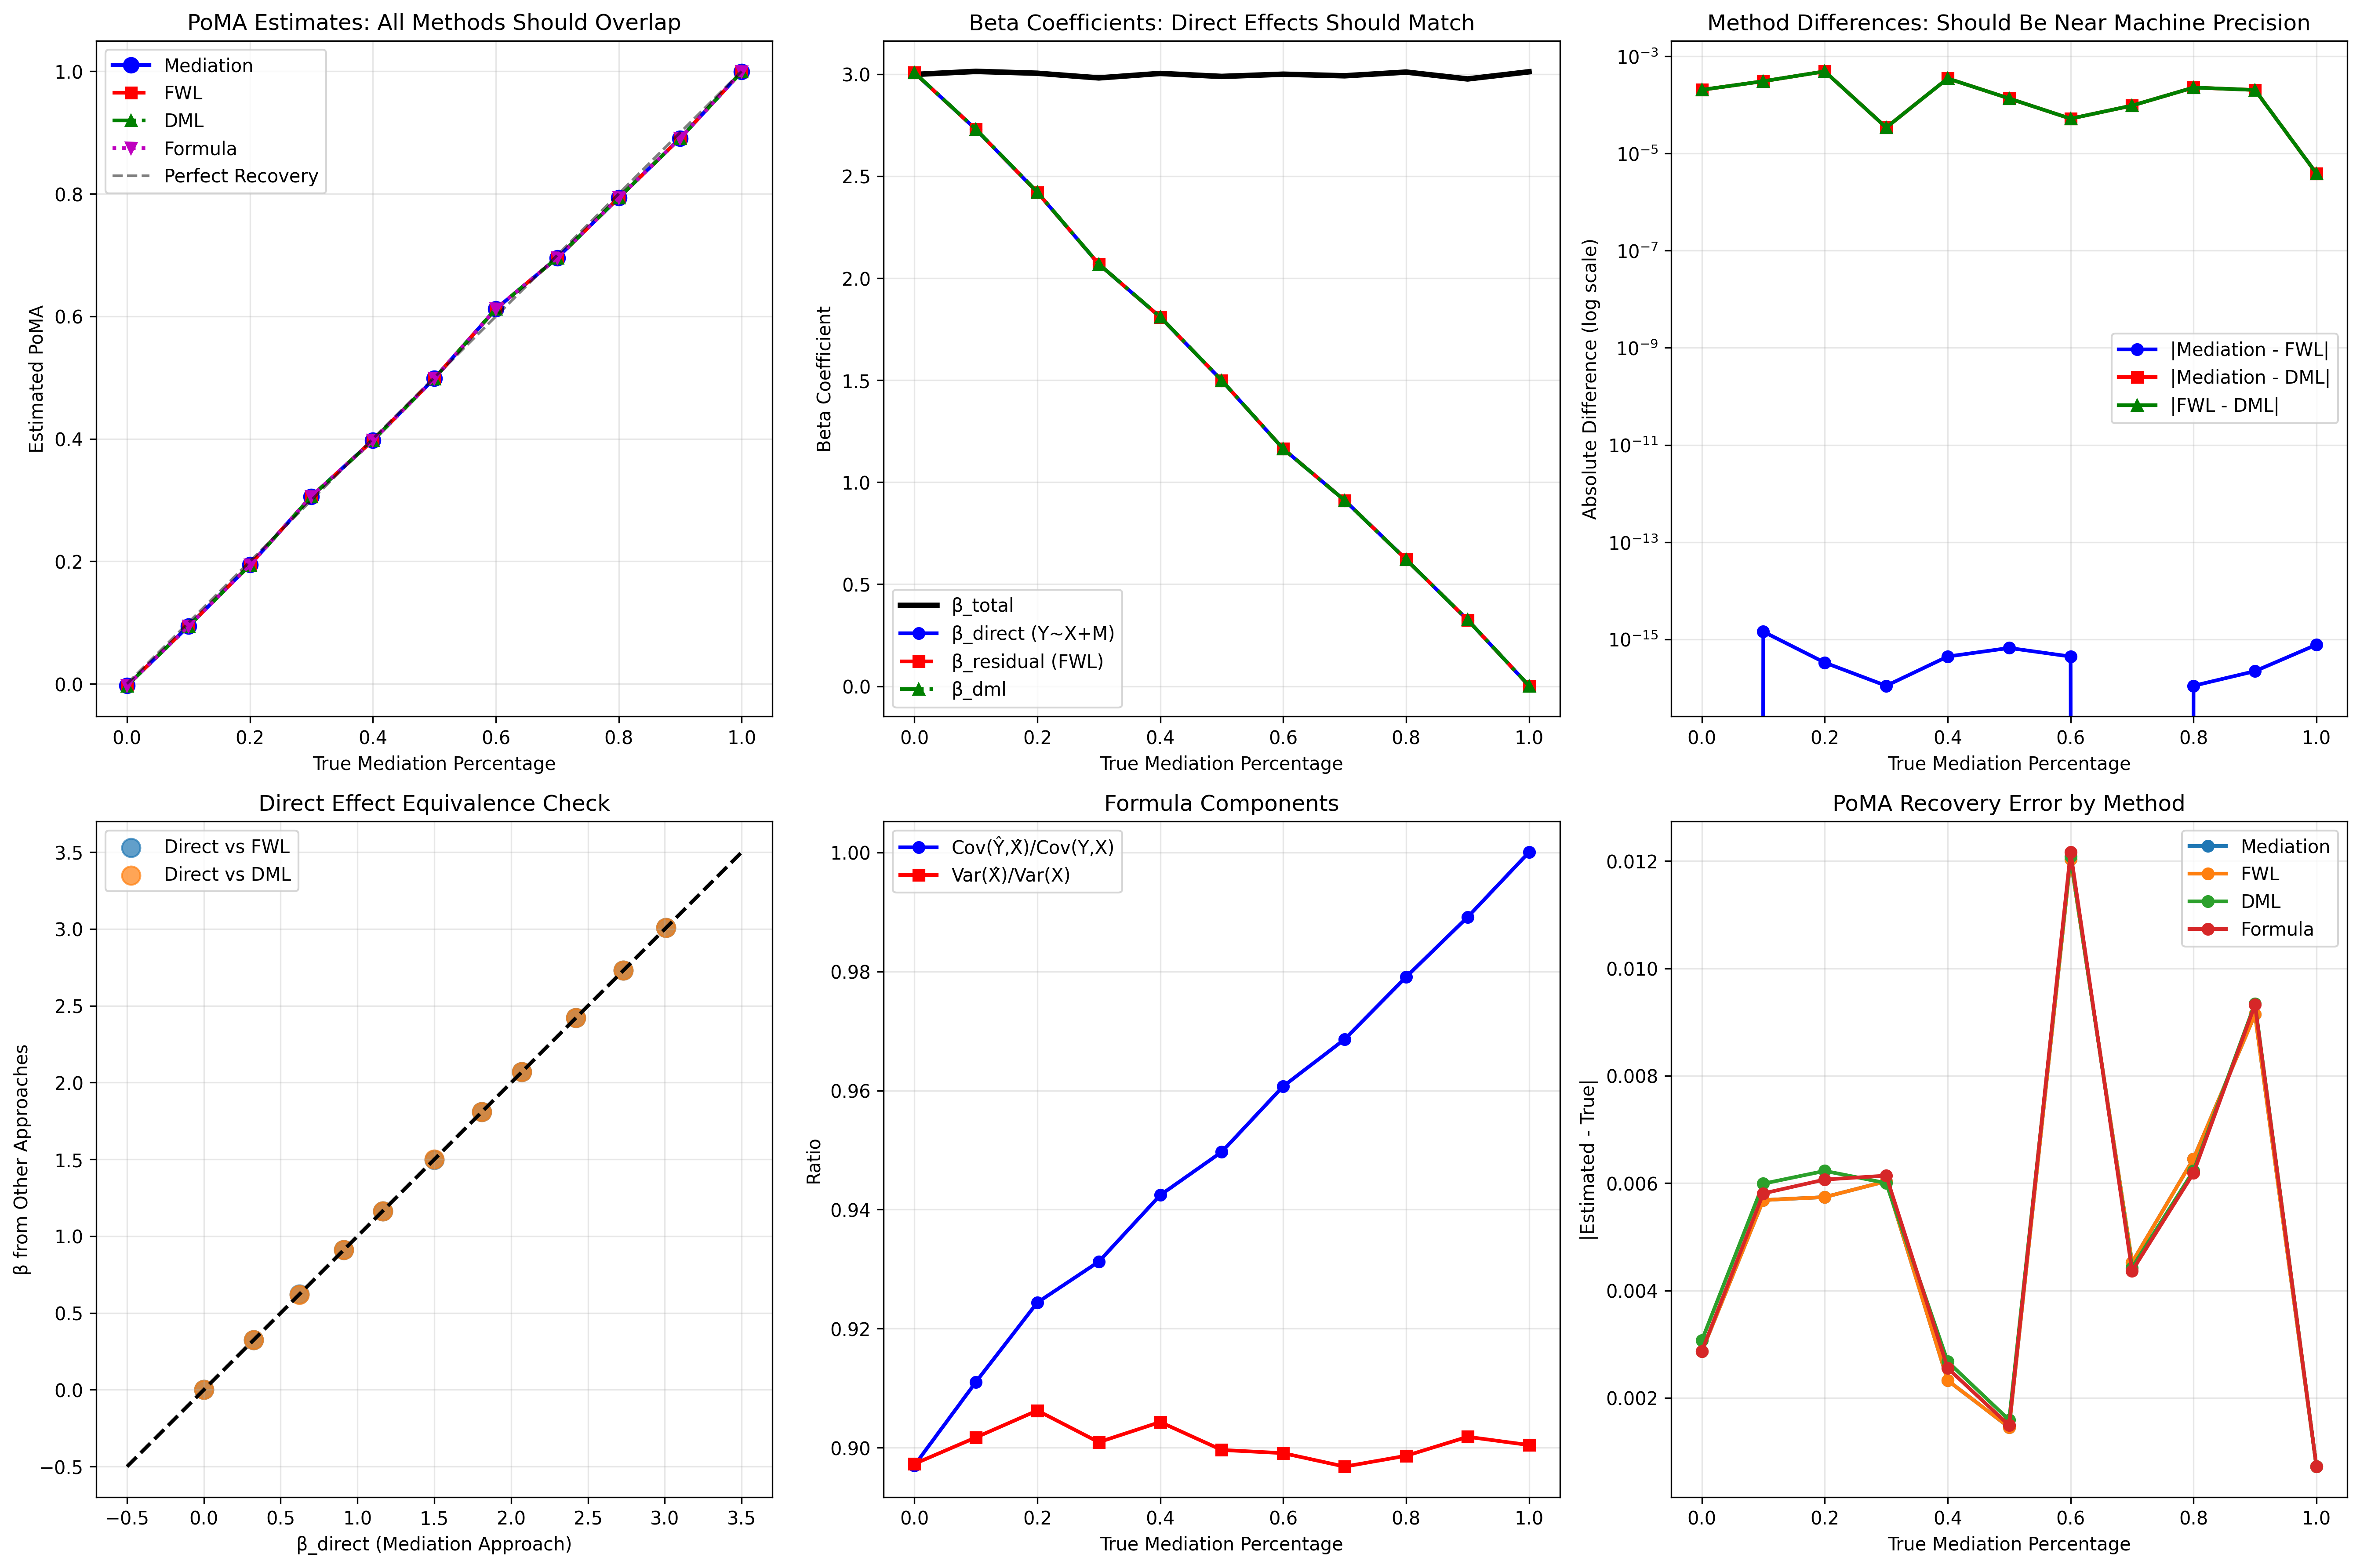 PoMA Estimates: All Methods Should Overlap
Mediation
FWL
DML
Formula
Perfect Recovery
1.0
0.8
0.6
0.4
0.2
0.0
Estimated PoMA
0.0 0.2 0.4 0.6 0.8 1.0
True Mediation Percentage
Beta Coefficients: Direct Effects Should Match
3.0
2.5
2.0
1.5
1.0
0.5
0.0
Beta Coefficient
β_total
β_direct (Y~X+M)
β_residual (FWL)
β_dml
0.0 0.2 0.4 0.6 0.8 1.0
True Mediation Percentage
Method Differences: Should Be Near Machine Precision
10⁻³
10⁻⁵
10⁻⁷
10⁻⁹
10⁻¹¹
10⁻¹³
10⁻¹⁵
Absolute Difference (log scale)
|Mediation - FWL|
|Mediation - DML|
|FWL - DML|
0.0 0.2 0.4 0.6 0.8 1.0
True Mediation Percentage
Direct Effect Equivalence Check
Direct vs FWL
Direct vs DML
3.5
3.0
2.5
2.0
1.5
1.0
0.5
0.0
−0.5
β from Other Approaches
−0.5 0.0 0.5 1.0 1.5 2.0 2.5 3.0 3.5
β_direct (Mediation Approach)
Formula Components
Cov(Ŷ,X̂)/Cov(Y,X)
Var(X̂)/Var(X)
1.00
0.98
0.96
0.94
0.92
0.90
Ratio
0.0 0.2 0.4 0.6 0.8 1.0
True Mediation Percentage
PoMA Recovery Error by Method
Mediation
FWL
DML
Formula
0.012
0.010
0.008
0.006
0.004
0.002
|Estimated - True|
0.0 0.2 0.4 0.6 0.8 1.0
True Mediation Percentage